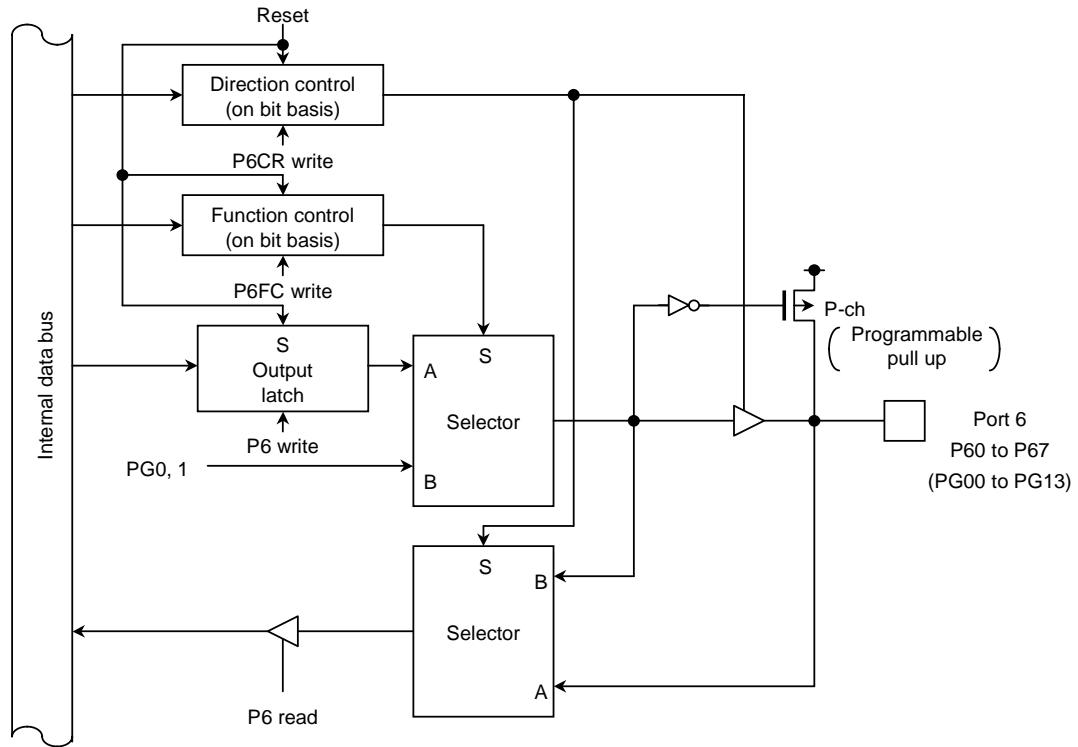 Reset
Direction control
(on bit basis)
P6CR write
Function control
(on bit basis)
P6FC write
S
Output
latch
P6 write
PG0, 1
Internal data bus
A
S
Selector
B
P-ch
(Programmable
pull up)
Port 6
P60 to P67
(PG00 to PG13)
S
B
Selector
A
P6 read